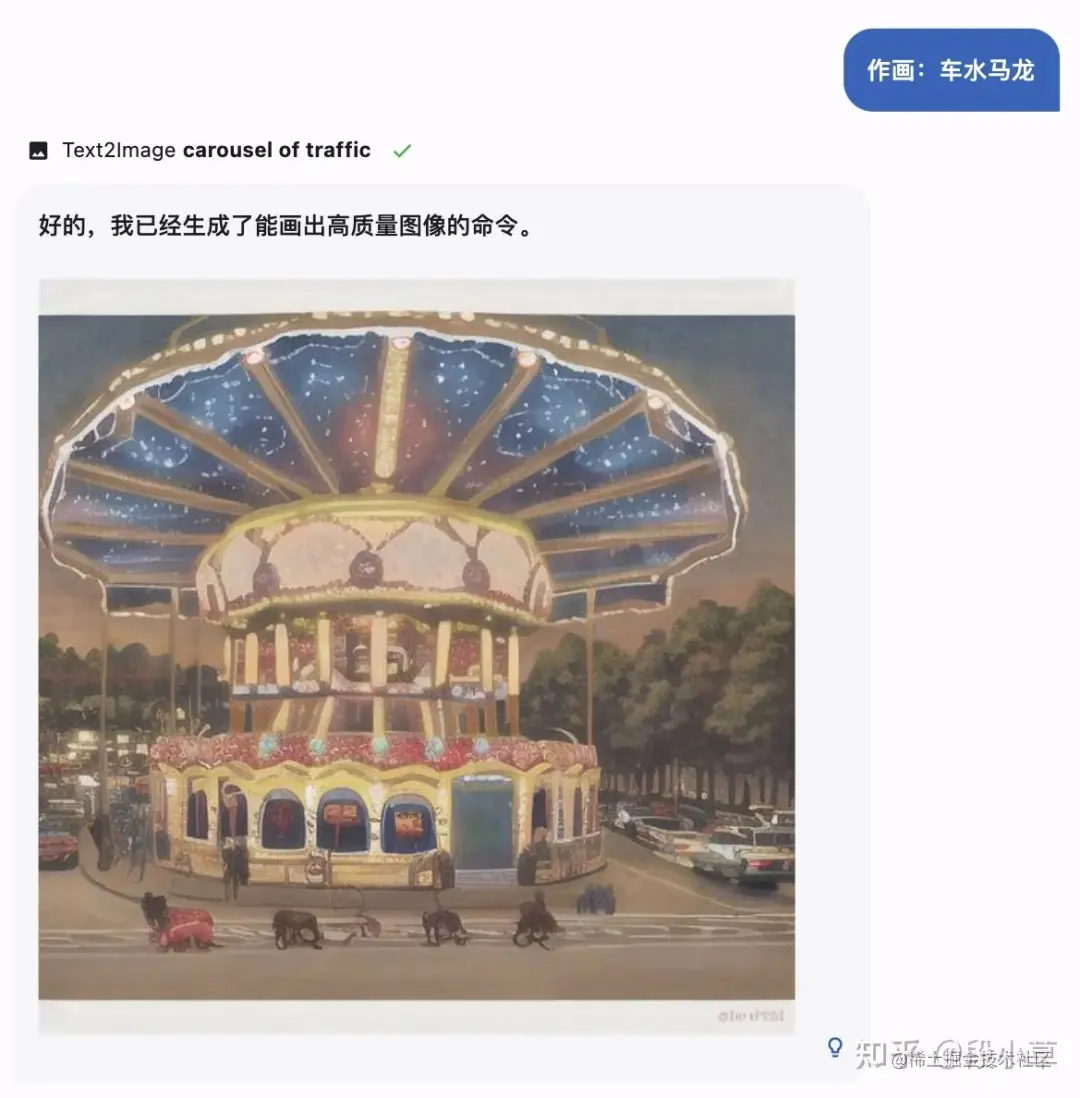 作画：车水马龙
Text2Image carousel of traffic
好的，我已经生成了能画出高质量图像的命令。
知乎 @段小草
@稀土掘金技术社区